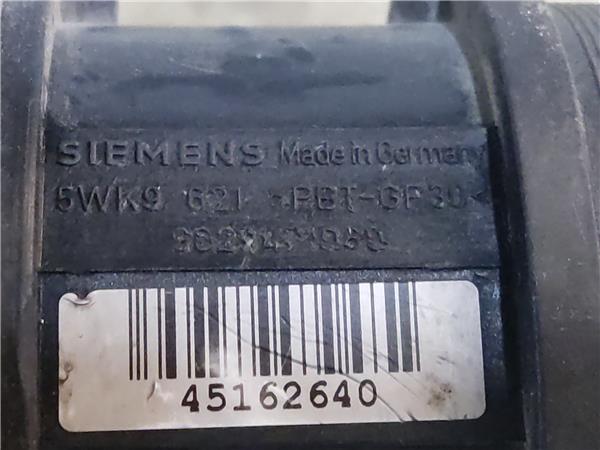 SIEMENS Made in Germany
5WK9 621 >PBT-GF30<
45162640